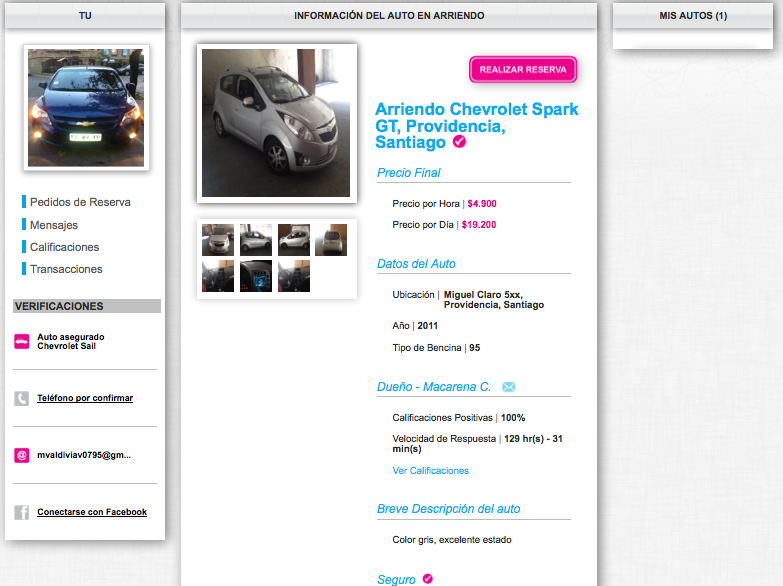 TU
Pedidos de Reserva
Mensajes
Calificaciones
Transacciones
VERIFICACIONES
Auto asegurado
Chevrolet Sail
Teléfono por confirmar
mvaldiviav0795@gm...
Conectarse con Facebook
INFORMACIÓN DEL AUTO EN ARRIENDO
REALIZAR RESERVA
Arriendo Chevrolet Spark
GT, Providencia,
Santiago
Precio Final
Precio por Hora | $4.900
Precio por Día | $19.200
Datos del Auto
Ubicación | Miguel Claro 5xx,
Providencia, Santiago
Año | 2011
Tipo de Bencina | 95
Dueño - Macarena C.
Calificaciones Positivas | 100%
Velocidad de Respuesta | 129 hr(s) - 31
min(s)
Ver Calificaciones
Breve Descripción del auto
Color gris, excelente estado
Seguro
MIS AUTOS (1)